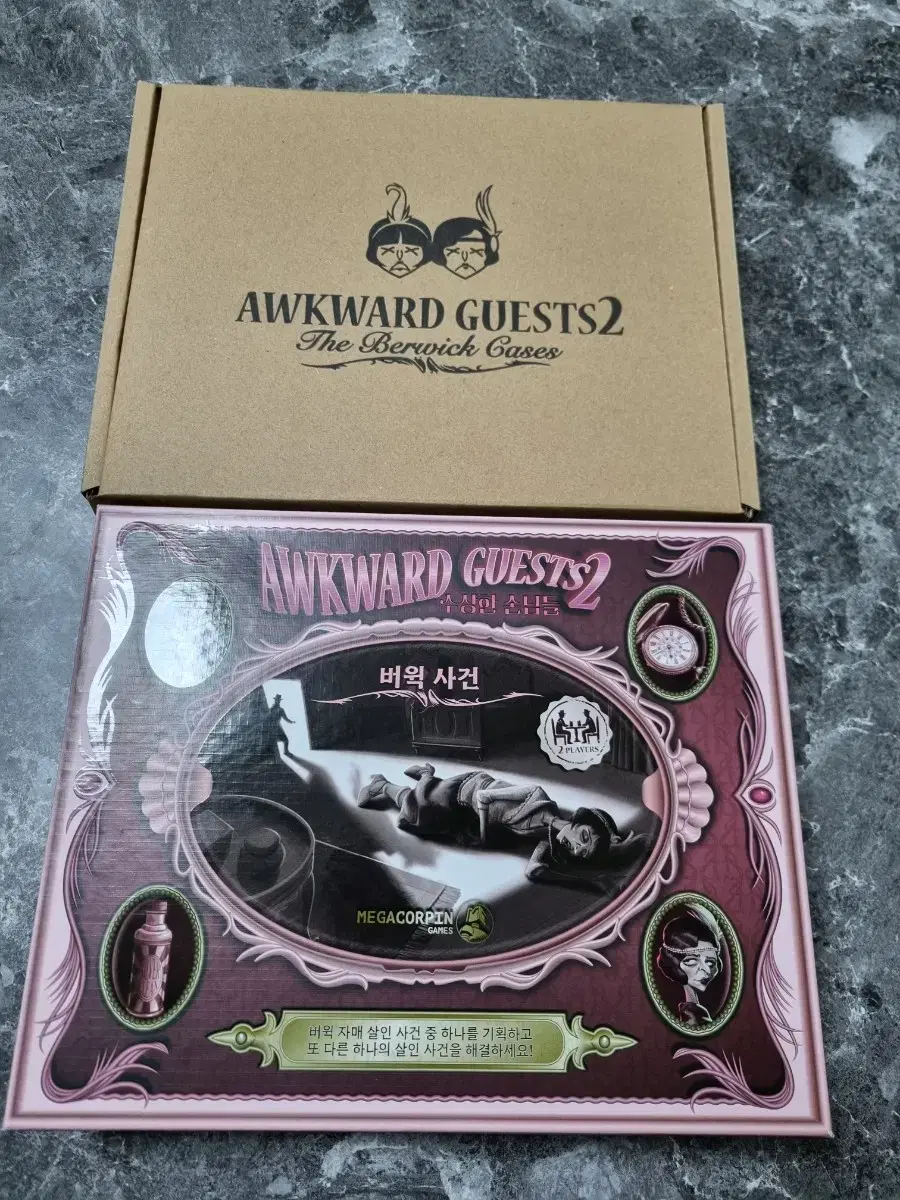 AWKWARD GUESTS2
The Berwick Cases
AWKWARD GUESTS2
수상한 손님들
버윅 사건
2 PLAYERS
MEGACORPIN
GAMES
버윅 자매 살인 사건 중 하나를 기획하고
또 다른 하나의 살인 사건을 해결하세요!